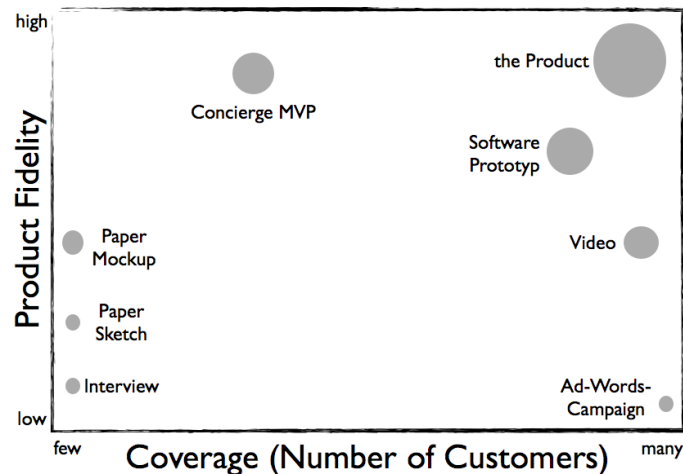 high
the Product
Concierge MVP
Software
Prototyp
Product Fidelity
Paper
Mockup
Video
Paper
Sketch
Interview
Ad-Words-
Campaign
low
few
Coverage (Number of Customers)
many